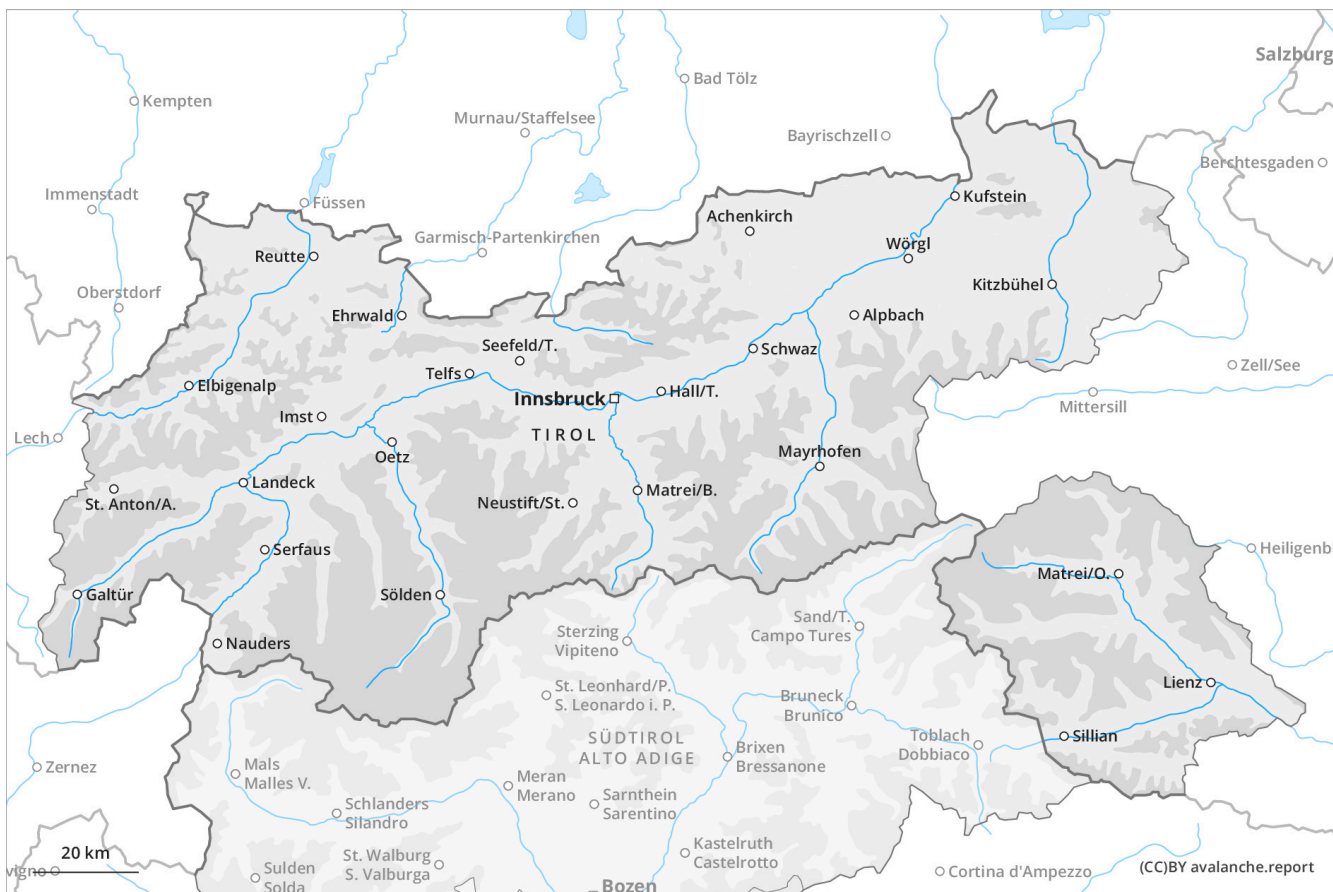 Salzburg
Bad Tölz
Kempten
Murnau/Staffelsee
Bayrischzell
Berchtesgaden
Immenstadt
Füssen
Kufstein
Achenkirch
Garmisch-Partenkirchen
Wörgl
Reutte
Kitzbühel
Oberstdorf
Ehrwald
Alpbach
Seefeld/T.
Schwaz
Zell/See
Telfs
Elbigenalp
Hall/T.
Innsbruck
Mittersill
Imst
TIROL
Lech
Oetz
Mayrhofen
Landeck
Matrei/B.
St. Anton/A.
Neustift/St.
Serfaus
Heiligenb
Matrei/O.
Galtür
Sölden
Sand/T.
Campo Tures
Sterzing
Vipiteno
Nauders
Lienz
St. Leonhard/P.
S. Leonardo i. P.
Bruneck
Brunico
Sillian
SÜDTIROL
ALTO ADIGE
Toblach
Dobbiaco
Brixen
Bressanone
Zernez
Mals
Malles V.
Meran
Merano
Schlanders
Silandro
Sarnthein
Sarentino
20 km
Kastelruth
Castelrotto
St. Walburg
S. Valburga
vigno
Cortina d'Ampezzo
(CC)BY avalanche.report
Sulden
Solda
Bozen